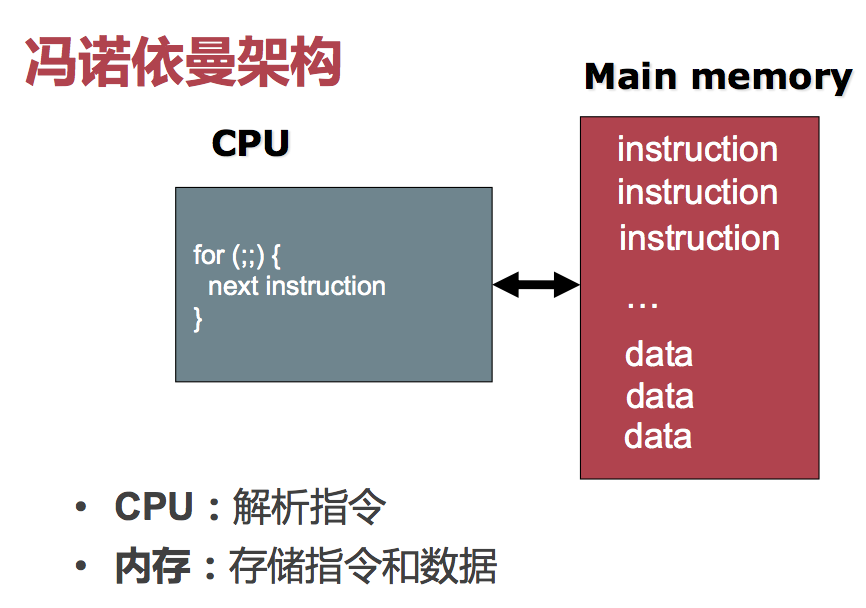 冯诺依曼架构
Main memory
CPU
for (;;) {
next instruction
}
instruction
instruction
instruction
...
data
data
data
• CPU：解析指令
• 内存：存储指令和数据